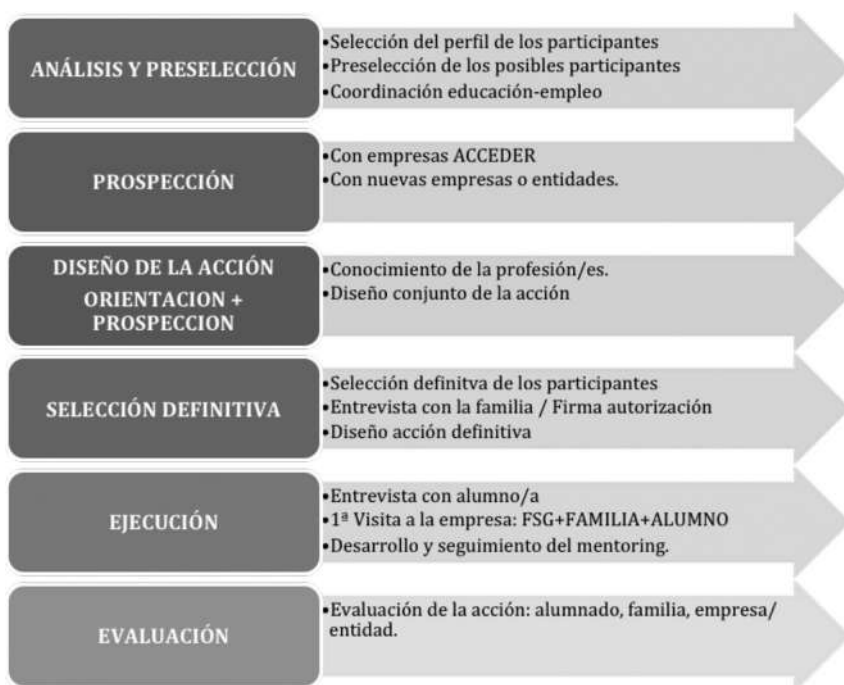 ANÁLISIS Y PRESELECCIÓN
•Selección del perfil de los participantes
•Preselección de los posibles participantes
•Coordinación educación-empleo
PROSPECCIÓN
•Con empresas ACCEDER
•Con nuevas empresas o entidades.
DISEÑO DE LA ACCIÓN
ORIENTACION +
PROSPECCION
•Conocimiento de la profesión/es.
•Diseño conjunto de la acción
SELECCIÓN DEFINITIVA
•Selección definitva de los participantes
•Entrevista con la familia / Firma autorización
•Diseño acción definitiva
EJECUCIÓN
•Entrevista con alumno/a
•1ª Visita a la empresa: FSG+FAMILIA+ALUMNO
•Desarrollo y seguimiento del mentoring.
EVALUACIÓN
•Evaluación de la acción: alumnado, familia, empresa/
entidad.